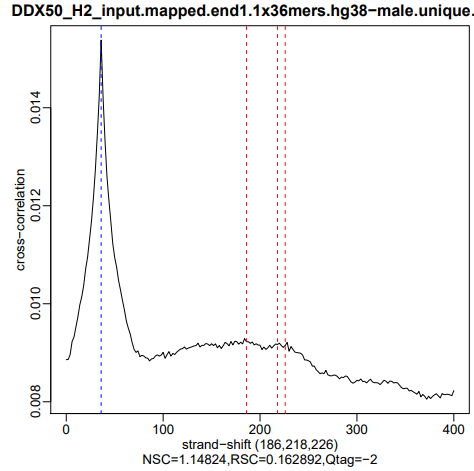 DDX50_H2_input.mapped.end1.1x36mers.hg38−male.unique.
0.014
0.012
0.010
0.008
cross−correlation
0
100
200
300
400
strand−shift (186,218,226)
NSC=1.14824,RSC=0.162892,Qtag=−2